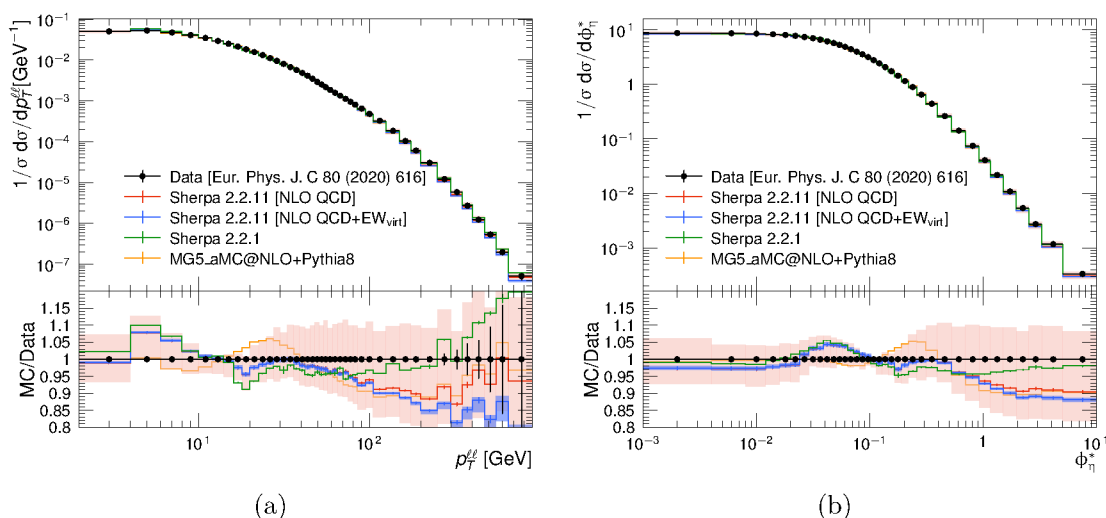 1/σ dσ/dp_T^ℓℓ[GeV⁻¹]
10⁻¹
10⁻²
10⁻³
10⁻⁴
10⁻⁵
10⁻⁶
10⁻⁷
Data [Eur. Phys. J. C 80 (2020) 616]
Sherpa 2.2.11 [NLO QCD]
Sherpa 2.2.11 [NLO QCD+EW_virt]
Sherpa 2.2.1
MG5_aMC@NLO+Pythia8
MC/Data
1.15
1.1
1.05
1
0.95
0.9
0.85
0.8
10¹
10²
p_T^ℓℓ [GeV]
(a)
1/σ dσ/dϕ*_η
10¹
1
10⁻¹
10⁻²
10⁻³
Data [Eur. Phys. J. C 80 (2020) 616]
Sherpa 2.2.11 [NLO QCD]
Sherpa 2.2.11 [NLO QCD+EW_virt]
Sherpa 2.2.1
MG5_aMC@NLO+Pythia8
MC/Data
1.15
1.1
1.05
1
0.95
0.9
0.85
0.8
10⁻³
10⁻²
10⁻¹
1
10¹
ϕ*_η
(b)